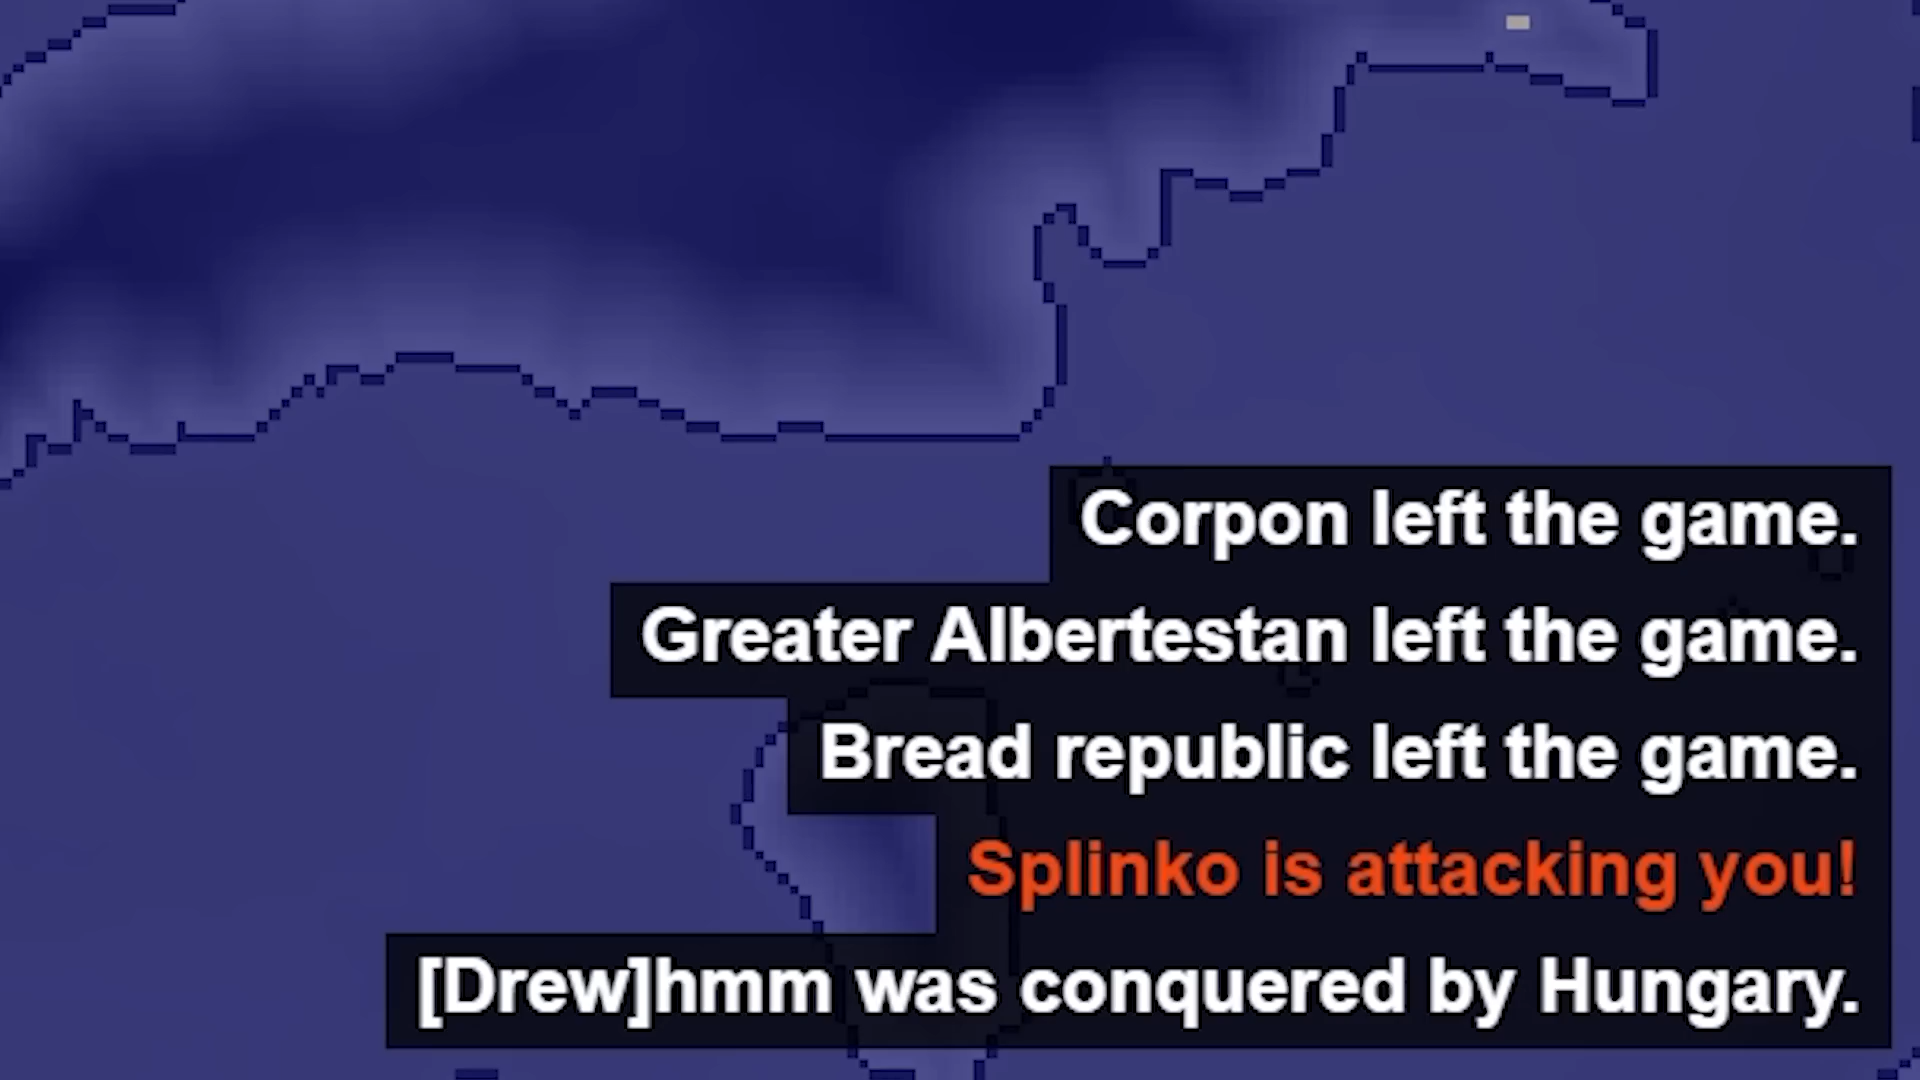 Corpon left the game.
Greater Albertestan left the game.
Bread republic left the game.
Splinko is attacking you!
[Drew]hmm was conquered by Hungary.